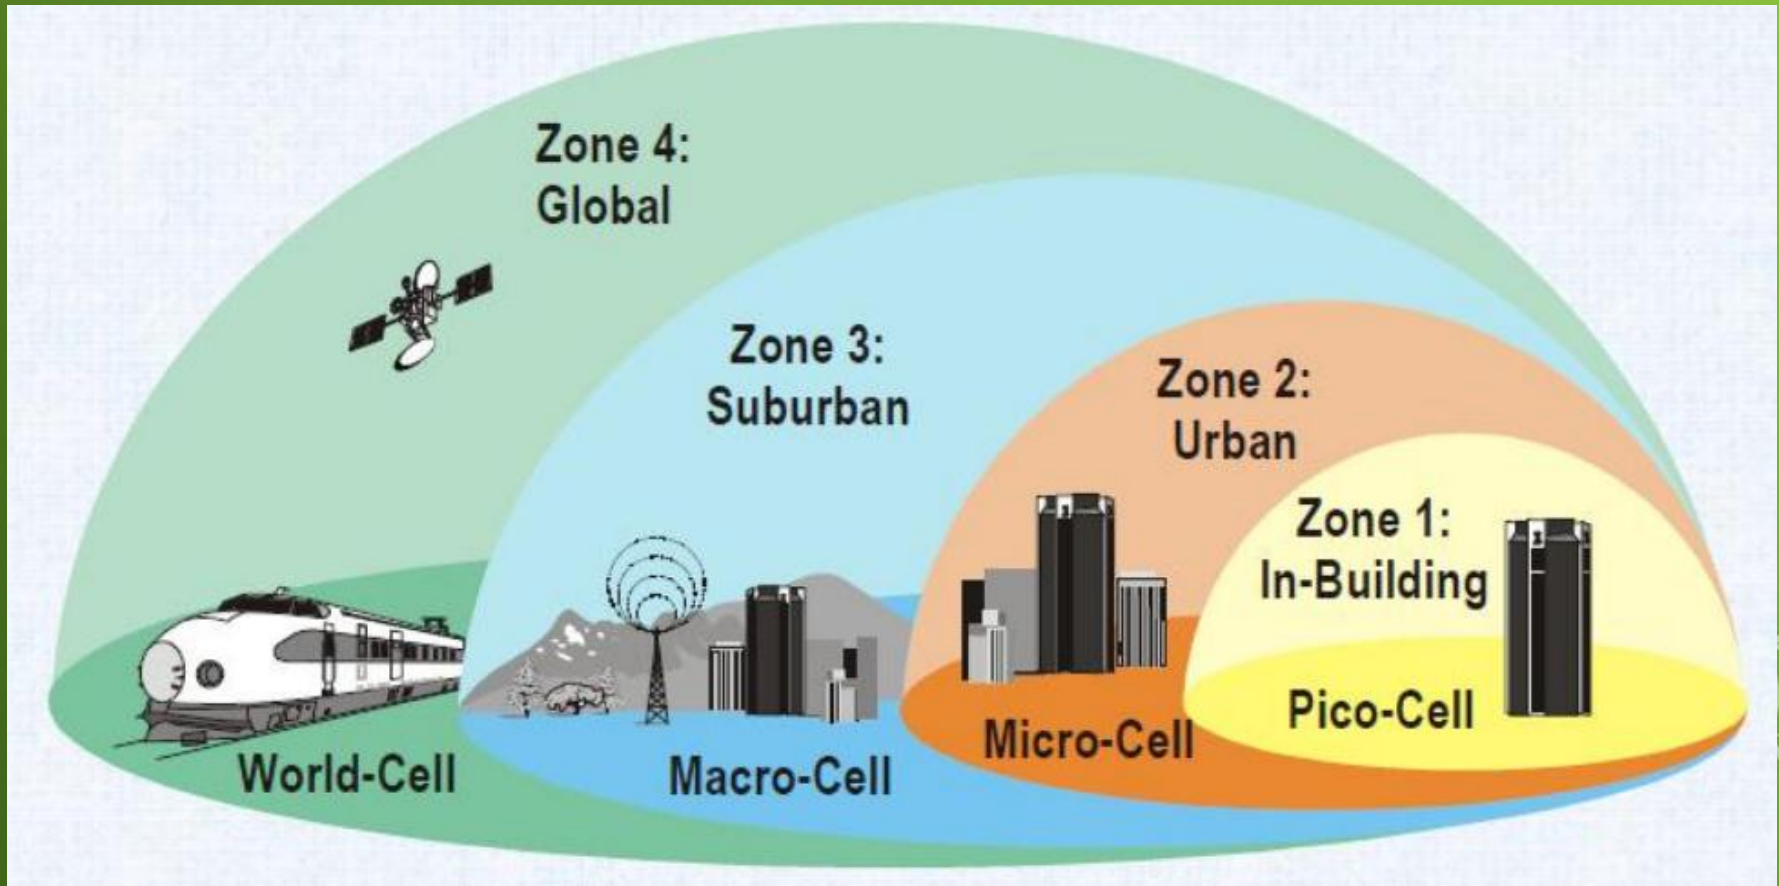 Zone 4:
Global
Zone 3:
Suburban
Zone 2:
Urban
Zone 1:
In-Building
World-Cell
Macro-Cell
Micro-Cell
Pico-Cell